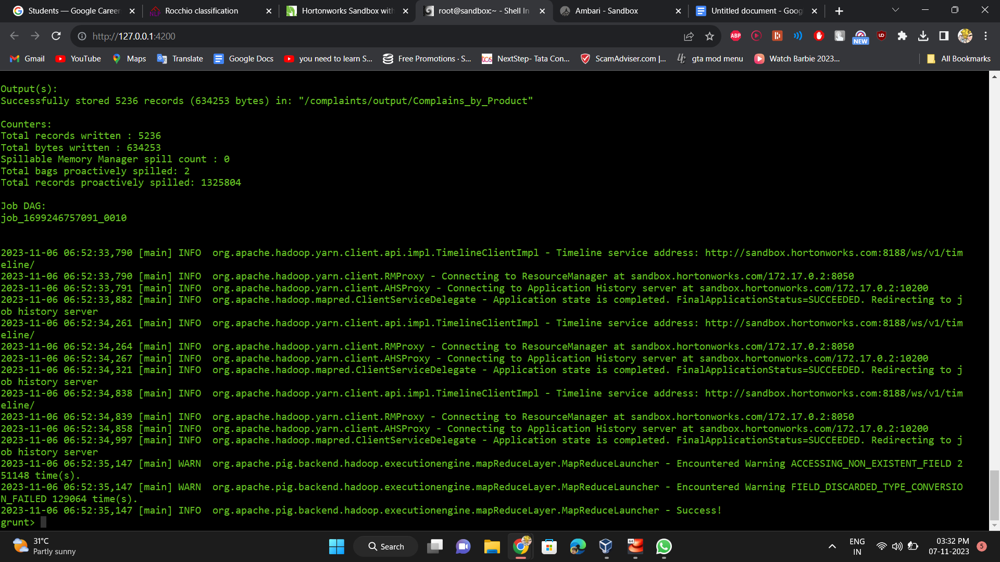 Students — Google Career
Rocchio classification
Hortonworks Sandbox with
root@sandbox:~ - Shell In
Ambari - Sandbox
Untitled document - Goog
http://127.0.0.1:4200
ABP
NEW
Gmail
YouTube
Maps
Translate
Google Docs
you need to learn S...
Free Promotions · S...
tcs
NextStep- Tata Con...
ScamAdviser.com |...
gta mod menu
Watch Barbie 2023...
All Bookmarks
Output(s):
Successfully stored 5236 records (634253 bytes) in: "/complaints/output/Complains_by_Product"
Counters:
Total records written : 5236
Total bytes written : 634253
Spillable Memory Manager spill count : 0
Total bags proactively spilled: 2
Total records proactively spilled: 1325804
Job DAG:
job_1699246757091_0010
2023-11-06 06:52:33,790 [main] INFO  org.apache.hadoop.yarn.client.api.impl.TimelineClientImpl - Timeline service address: http://sandbox.hortonworks.com:8188/ws/v1/tim
eline/
2023-11-06 06:52:33,790 [main] INFO  org.apache.hadoop.yarn.client.RMProxy - Connecting to ResourceManager at sandbox.hortonworks.com/172.17.0.2:8050
2023-11-06 06:52:33,791 [main] INFO  org.apache.hadoop.yarn.client.AHSProxy - Connecting to Application History server at sandbox.hortonworks.com/172.17.0.2:10200
2023-11-06 06:52:33,882 [main] INFO  org.apache.hadoop.mapred.ClientServiceDelegate - Application state is completed. FinalApplicationStatus=SUCCEEDED. Redirecting to j
ob history server
2023-11-06 06:52:34,261 [main] INFO  org.apache.hadoop.yarn.client.api.impl.TimelineClientImpl - Timeline service address: http://sandbox.hortonworks.com:8188/ws/v1/tim
eline/
2023-11-06 06:52:34,264 [main] INFO  org.apache.hadoop.yarn.client.RMProxy - Connecting to ResourceManager at sandbox.hortonworks.com/172.17.0.2:8050
2023-11-06 06:52:34,267 [main] INFO  org.apache.hadoop.yarn.client.AHSProxy - Connecting to Application History server at sandbox.hortonworks.com/172.17.0.2:10200
2023-11-06 06:52:34,321 [main] INFO  org.apache.hadoop.mapred.ClientServiceDelegate - Application state is completed. FinalApplicationStatus=SUCCEEDED. Redirecting to j
ob history server
2023-11-06 06:52:34,838 [main] INFO  org.apache.hadoop.yarn.client.api.impl.TimelineClientImpl - Timeline service address: http://sandbox.hortonworks.com:8188/ws/v1/tim
eline/
2023-11-06 06:52:34,839 [main] INFO  org.apache.hadoop.yarn.client.RMProxy - Connecting to ResourceManager at sandbox.hortonworks.com/172.17.0.2:8050
2023-11-06 06:52:34,858 [main] INFO  org.apache.hadoop.yarn.client.AHSProxy - Connecting to Application History server at sandbox.hortonworks.com/172.17.0.2:10200
2023-11-06 06:52:34,997 [main] INFO  org.apache.hadoop.mapred.ClientServiceDelegate - Application state is completed. FinalApplicationStatus=SUCCEEDED. Redirecting to j
ob history server
2023-11-06 06:52:35,147 [main] WARN  org.apache.pig.backend.hadoop.executionengine.mapReduceLayer.MapReduceLauncher - Encountered Warning ACCESSING_NON_EXISTENT_FIELD 2
51148 time(s).
2023-11-06 06:52:35,147 [main] WARN  org.apache.pig.backend.hadoop.executionengine.mapReduceLayer.MapReduceLauncher - Encountered Warning FIELD_DISCARDED_TYPE_CONVERSIO
N_FAILED 129064 time(s).
2023-11-06 06:52:35,147 [main] INFO  org.apache.pig.backend.hadoop.executionengine.mapReduceLayer.MapReduceLauncher - Success!
grunt>
31°C
Partly sunny
Search
64
ENG
IN
03:32 PM
07-11-2023
5